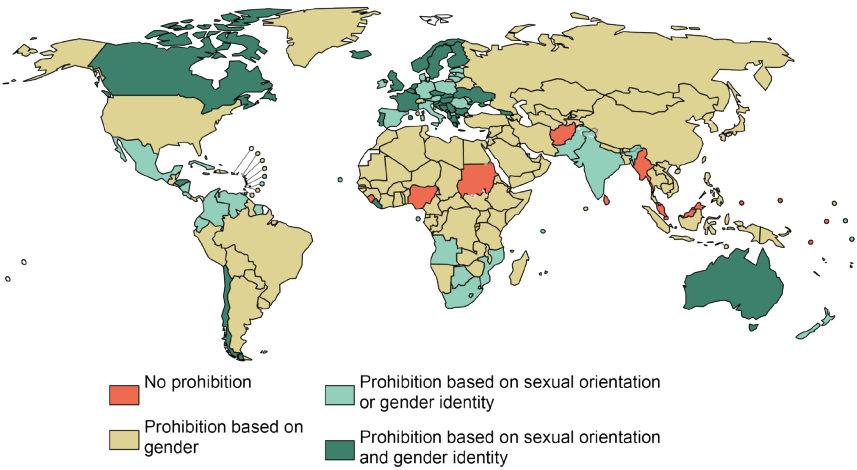 No prohibition
Prohibition based on
gender
Prohibition based on sexual orientation
or gender identity
Prohibition based on sexual orientation
and gender identity